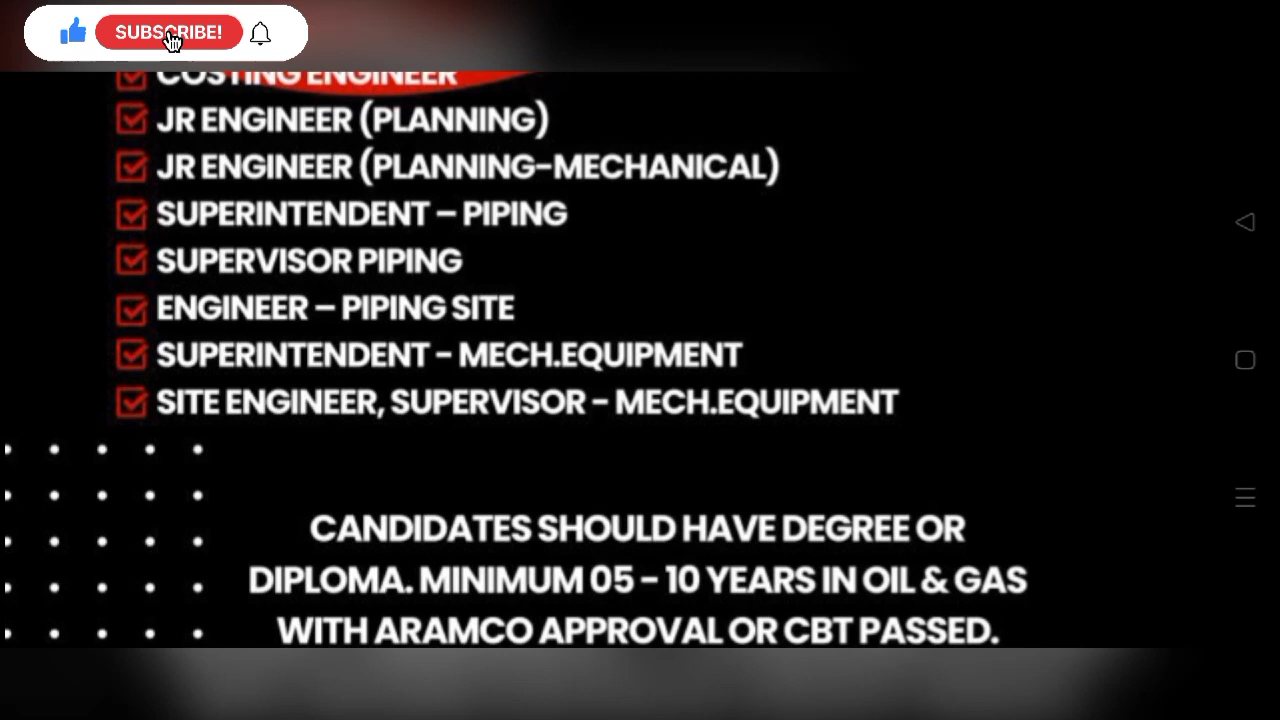 SUBSCRIBE!
COSTING ENGINEER
JR ENGINEER (PLANNING)
JR ENGINEER (PLANNING-MECHANICAL)
SUPERINTENDENT – PIPING
SUPERVISOR PIPING
ENGINEER – PIPING SITE
SUPERINTENDENT - MECH.EQUIPMENT
SITE ENGINEER, SUPERVISOR - MECH.EQUIPMENT
CANDIDATES SHOULD HAVE DEGREE OR
DIPLOMA. MINIMUM 05 - 10 YEARS IN OIL & GAS
WITH ARAMCO APPROVAL OR CBT PASSED.